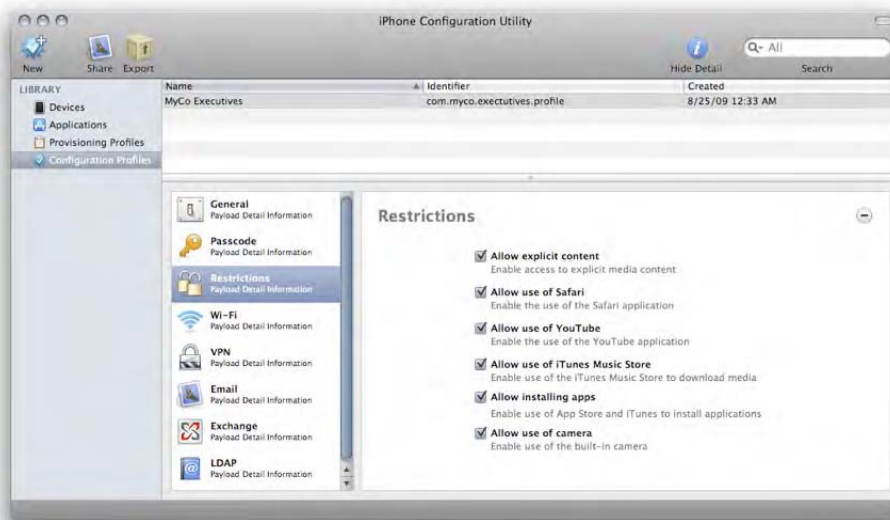 iPhone Configuration Utility
New Share Export Hide Detail Q- All Search
LIBRARY
Devices
Applications
Provisioning Profiles
Configuration Profiles
Name Identifier Created
MyCo Executives com.myco.exectutives.profile 8/25/09 12:33 AM
General
Payload Detail Information
Passcode
Payload Detail Information
Restrictions
Payload Detail Information
Wi-Fi
Payload Detail Information
VPN
Payload Detail Information
Email
Payload Detail Information
Exchange
Payload Detail Information
LDAP
Payload Detail Information
Restrictions
Allow explicit content
Enable access to explicit media content
Allow use of Safari
Enable the use of the Safari application
Allow use of YouTube
Enable the use of the YouTube application
Allow use of iTunes Music Store
Enable use of the iTunes Music Store to download media
Allow installing apps
Enable use of App Store and iTunes to install applications
Allow use of camera
Enable use of the built-in camera